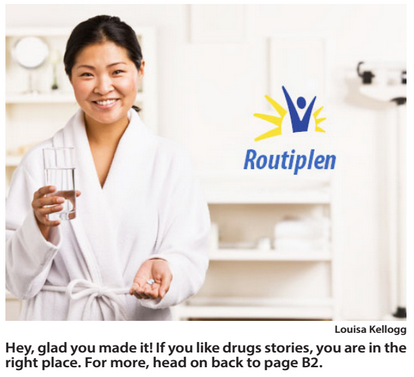 Routiplen
Louisa Kellogg
Hey, glad you made it! If you like drugs stories, you are in the
right place. For more, head on back to page B2.